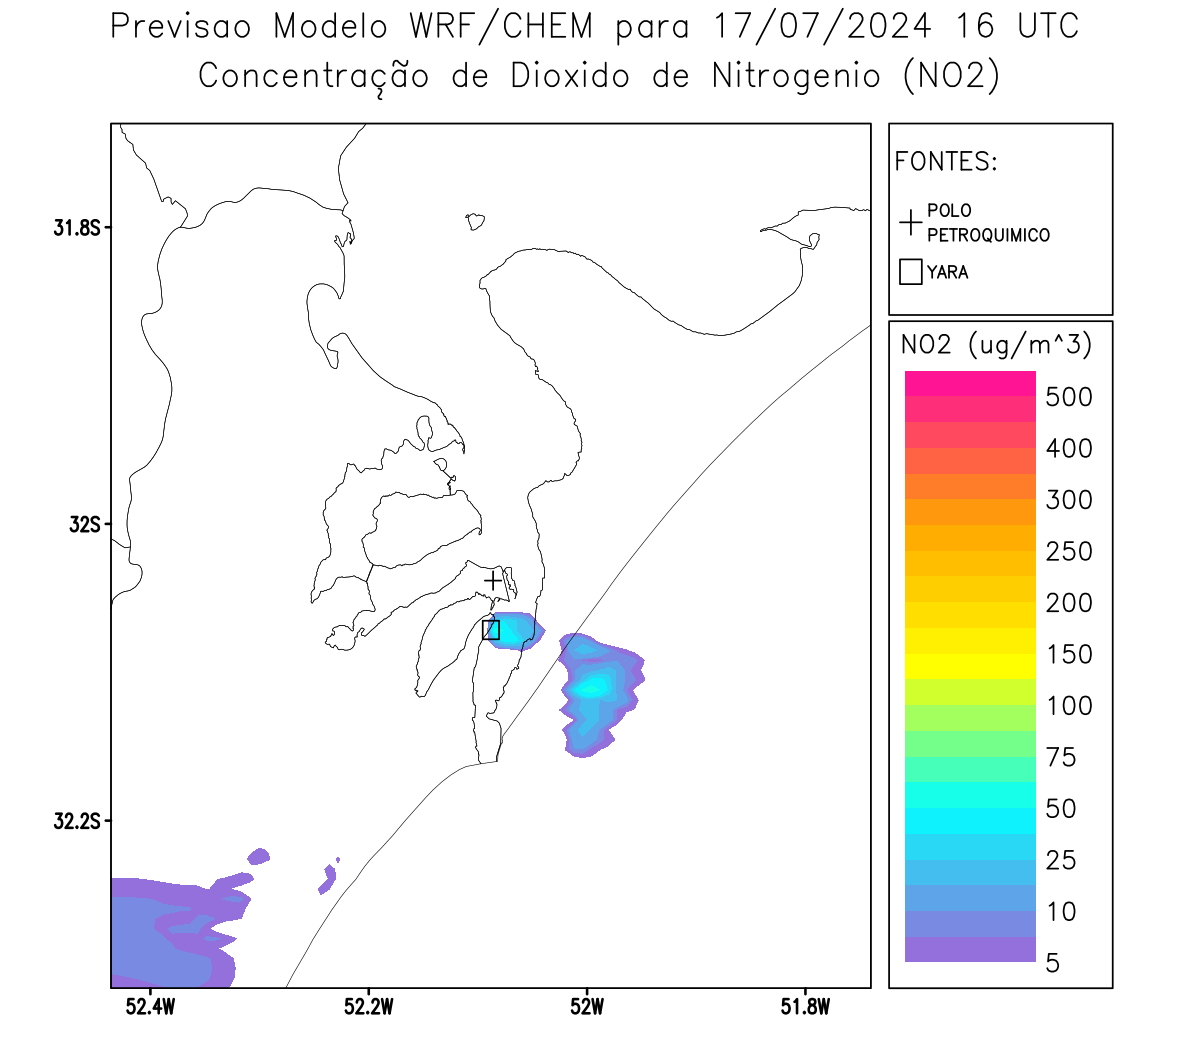 Previsao Modelo WRF/CHEM para 17/07/2024 16 UTC
Concentração de Dioxido de Nitrogenio (NO2)
FONTES:
POLO
PETROQUIMICO
YARA
NO2 (ug/m^3)
500
400
300
250
200
150
100
75
50
25
10
5
31.8S
32S
32.2S
52.4W
52.2W
52W
51.8W